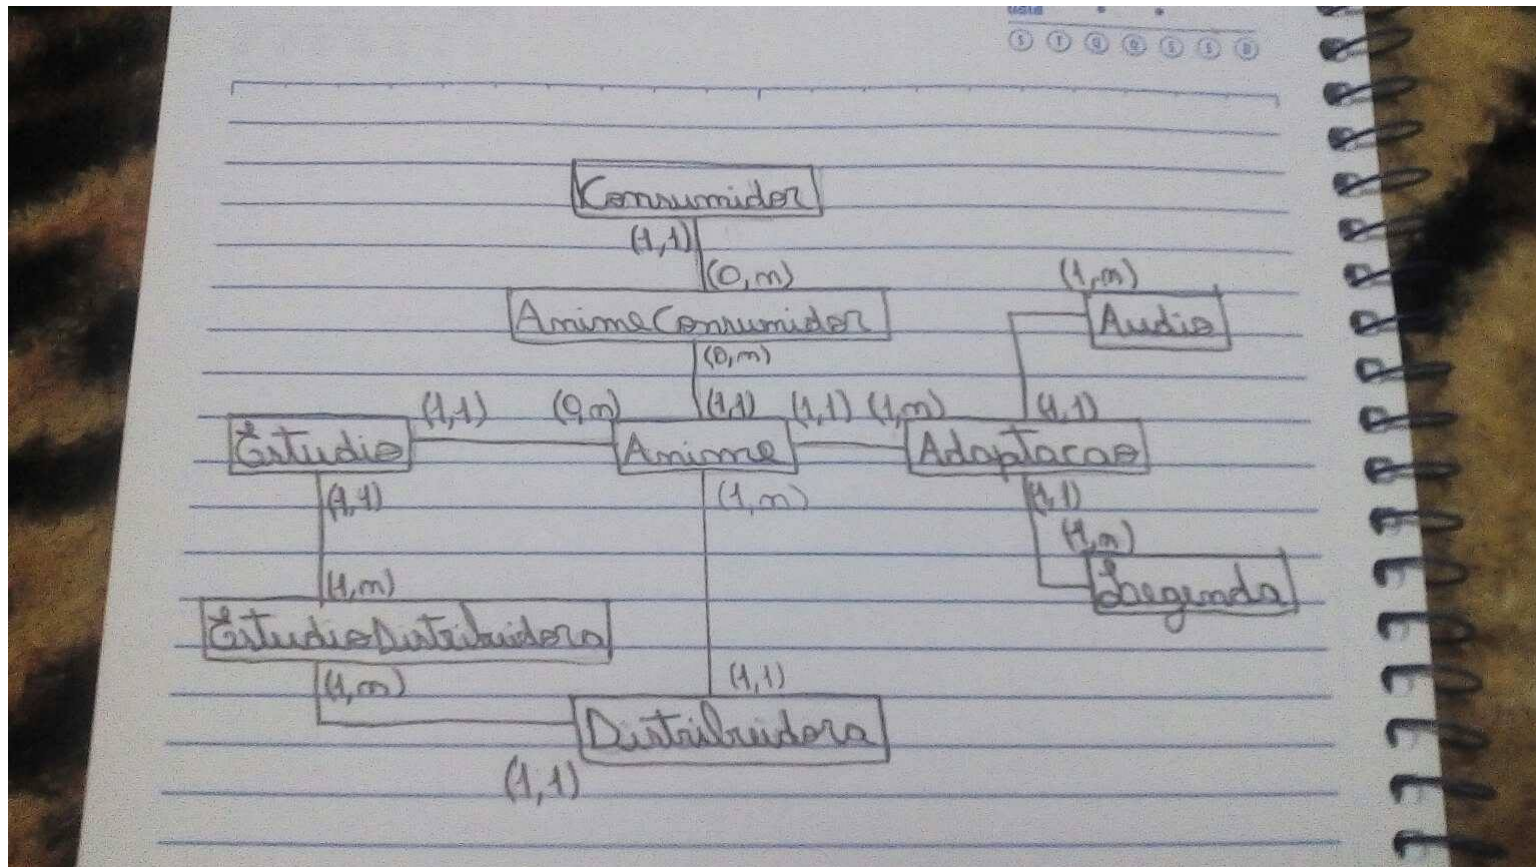 S T Q Q S S D
Consumidor
(1,1)
(0,n)
(1,n)
AnimeConsumidor
Audio
(0,n)
(1,1) (0,n) (1,1) (1,1) (1,n) (1,1)
Estudio Anime Adaptacao
(1,1) (1,n) (1,1)
(1,n)
(1,n) Legenda
EstudioDistribuidora
(1,n) (1,1)
Distribuidora
(1,1)